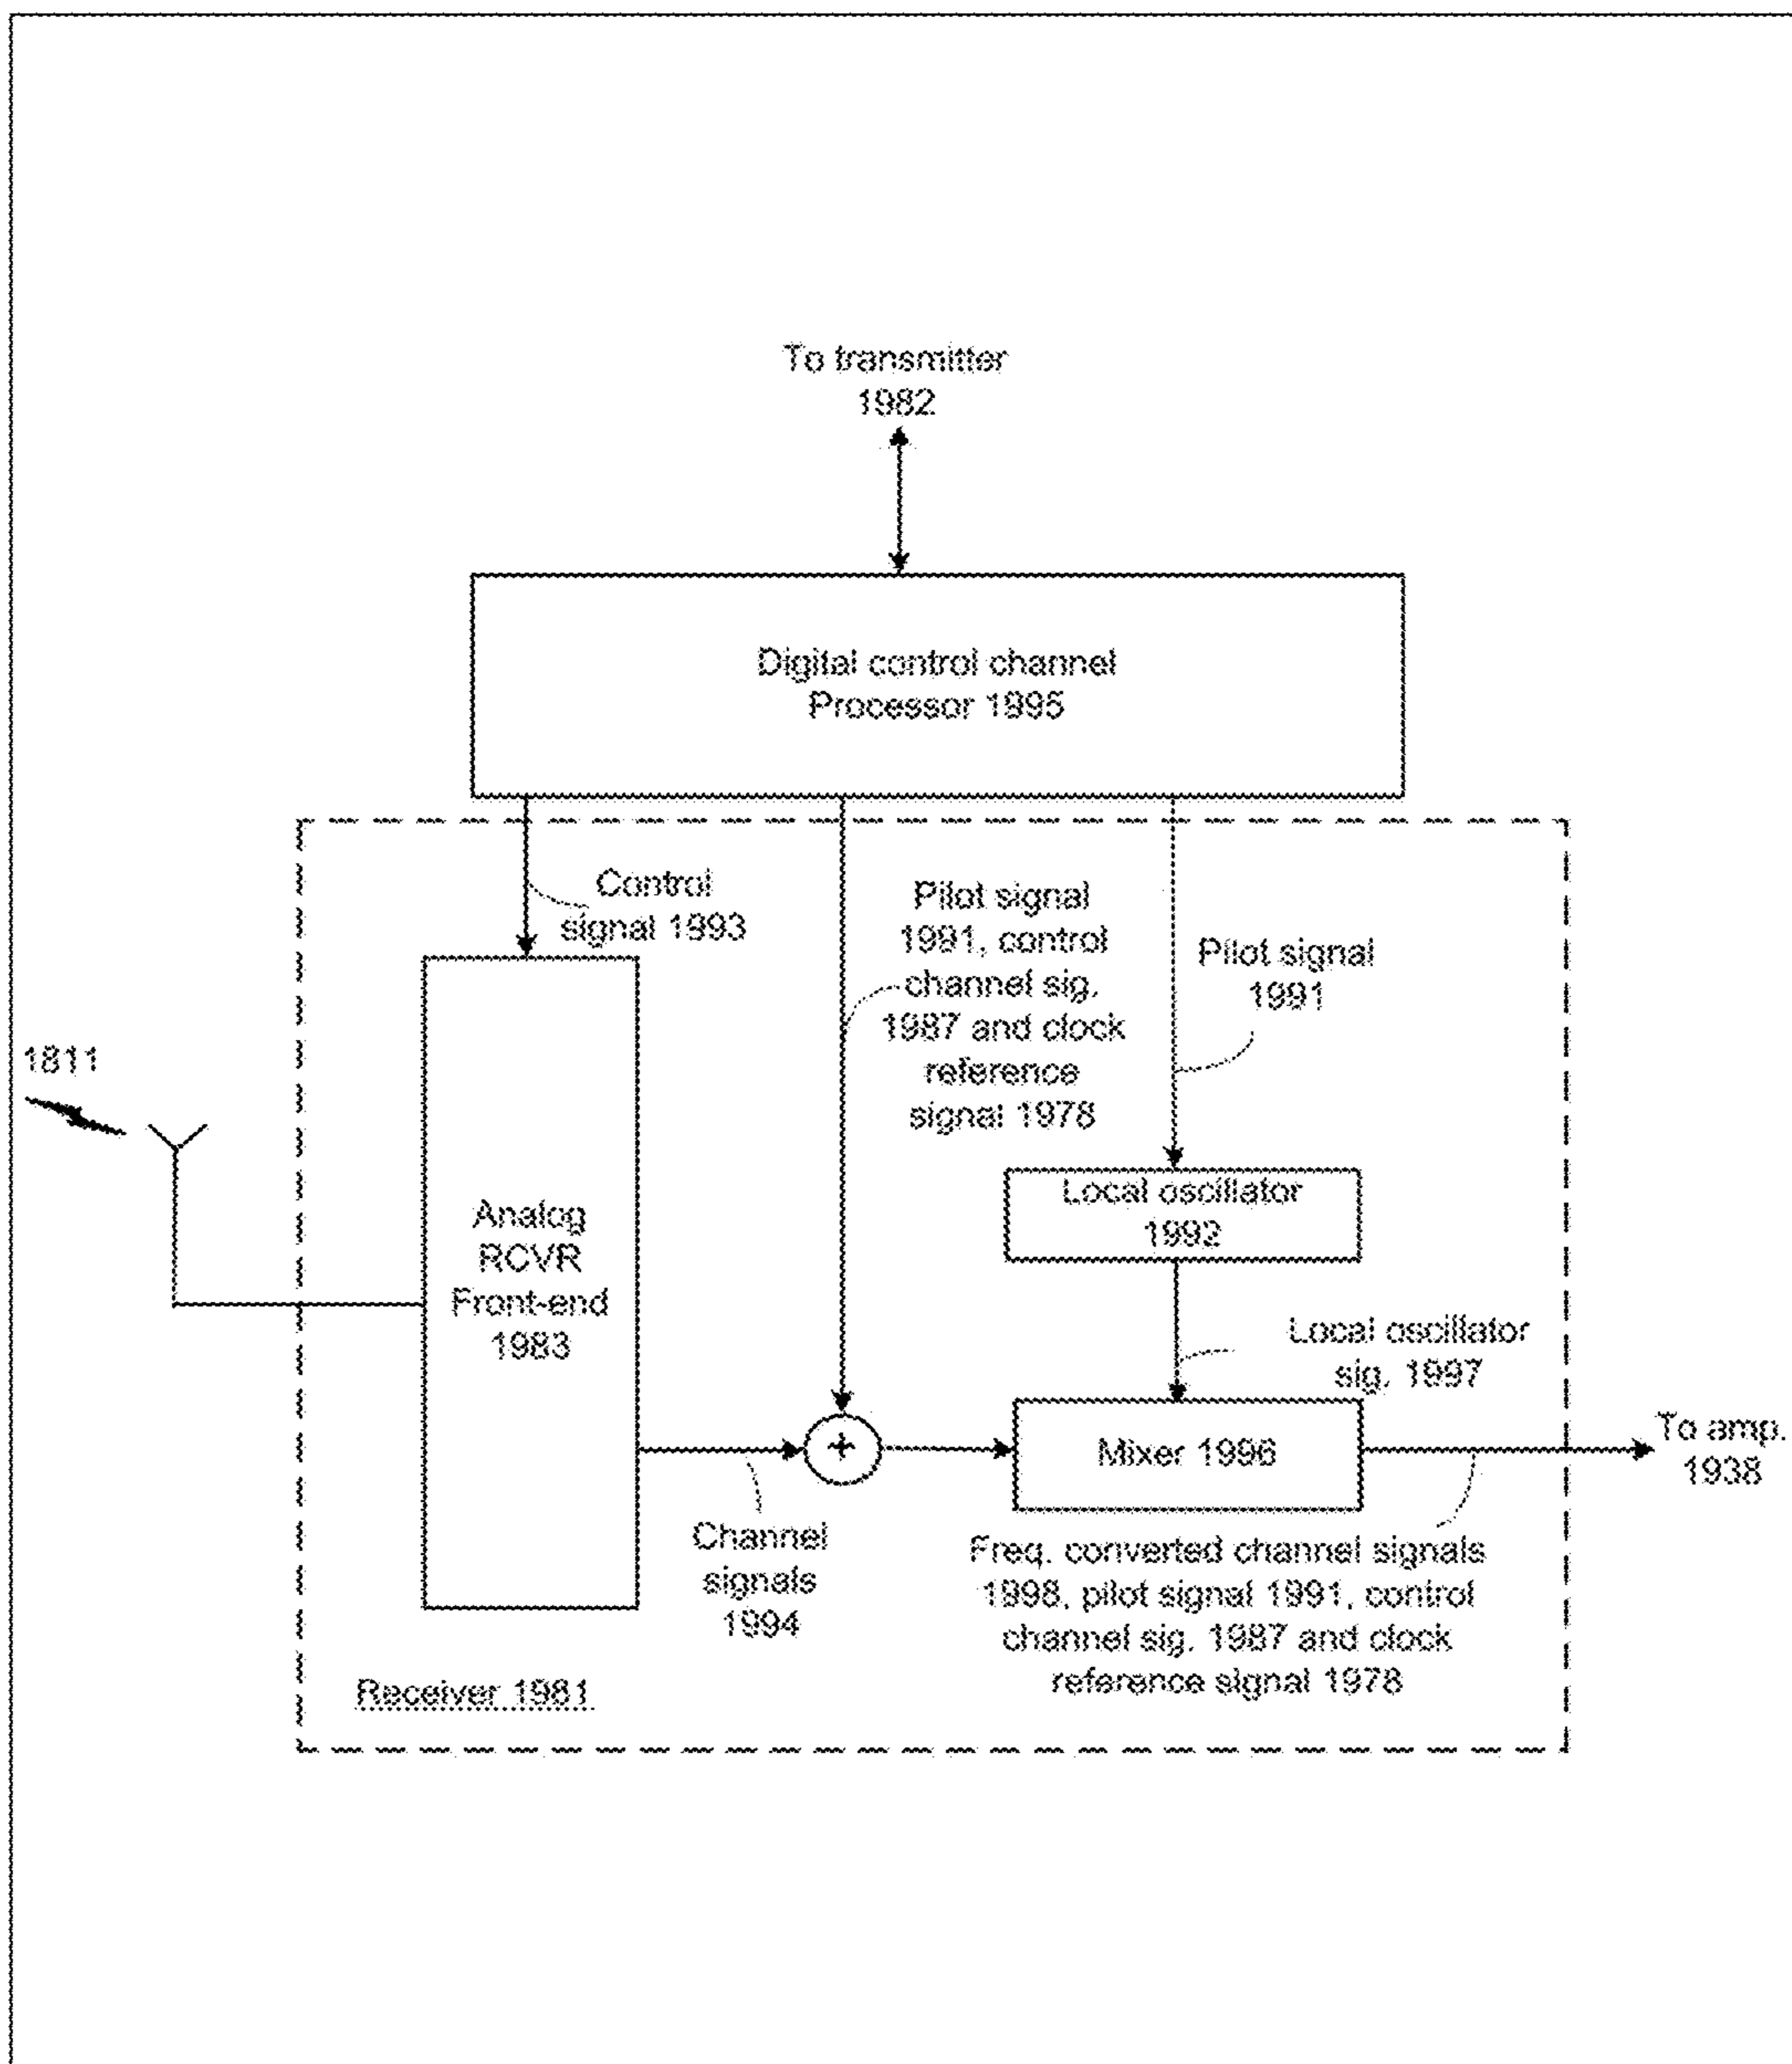 To transmitter
1982
Digital control channel
Processor 1995
Control
signal 1993
Pilot signal
1991, control
channel sig.
1987 and clock
reference
signal 1978
Pilot signal
1991
1811
Analog
RCVR
Front-end
1983
Local oscillator
1992
Local oscillator
sig. 1997
+
Mixer 1996
To amp.
1938
Channel
signals
1994
Freq. converted channel signals
1998, pilot signal 1991, control
channel sig. 1987 and clock
reference signal 1978
Receiver 1981